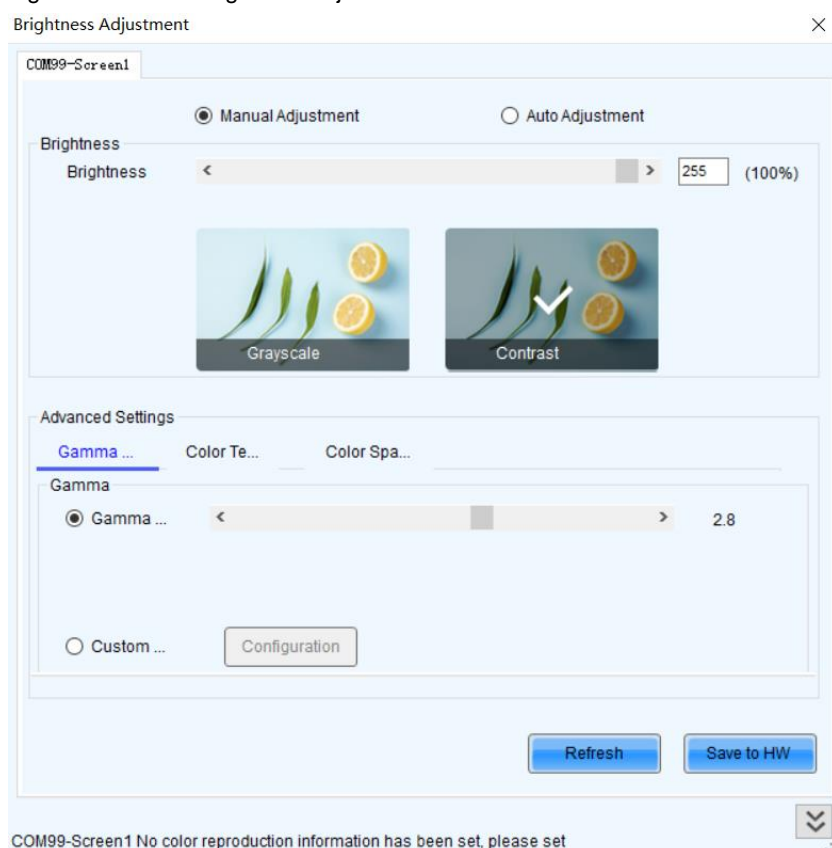 Brightness Adjustment
COM99-Screen1
Manual Adjustment Auto Adjustment
Brightness
Brightness 255 (100%)
Grayscale Contrast
Advanced Settings
Gamma ... Color Te... Color Spa...
Gamma
Gamma ... 2.8
Custom ... Configuration
Refresh Save to HW
COM99-Screen1 No color reproduction information has been set, please set